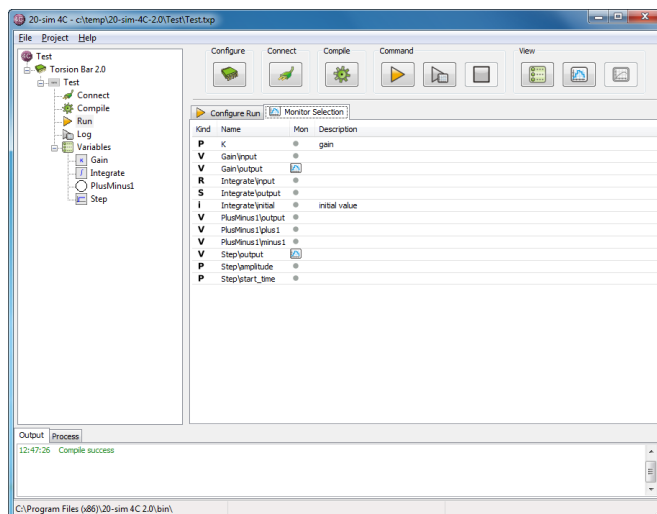 20-sim 4C - c:\temp\20-sim-4C-2.0\Test\Test.txp
File Project Help
Test
Torsion Bar 2.0
Test
Connect
Compile
Run
Log
Variables
K Gain
∫ Integrate
PlusMinus1
Step
Configure Connect Compile Command View
Configure Run Monitor Selection
Kind Name Mon Description
P K gain
V Gain\input
V Gain\output
R Integrate\input
S Integrate\output
i Integrate\initial initial value
V PlusMinus1\output
V PlusMinus1\plus1
V PlusMinus1\minus1
V Step\output
P Step\amplitude
P Step\start_time
Output Process
12:47:26 Compile success
C:\Program Files (x86)\20-sim 4C 2.0\bin\